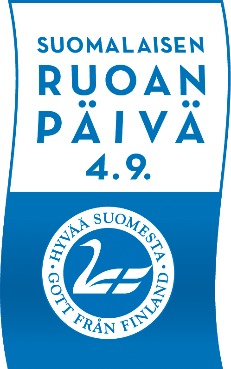 SUOMALAISEN
RUOAN
PÄIVÄ
4.9.
HYVÄÄ SUOMESTA
GOTT FRÅN FINLAND